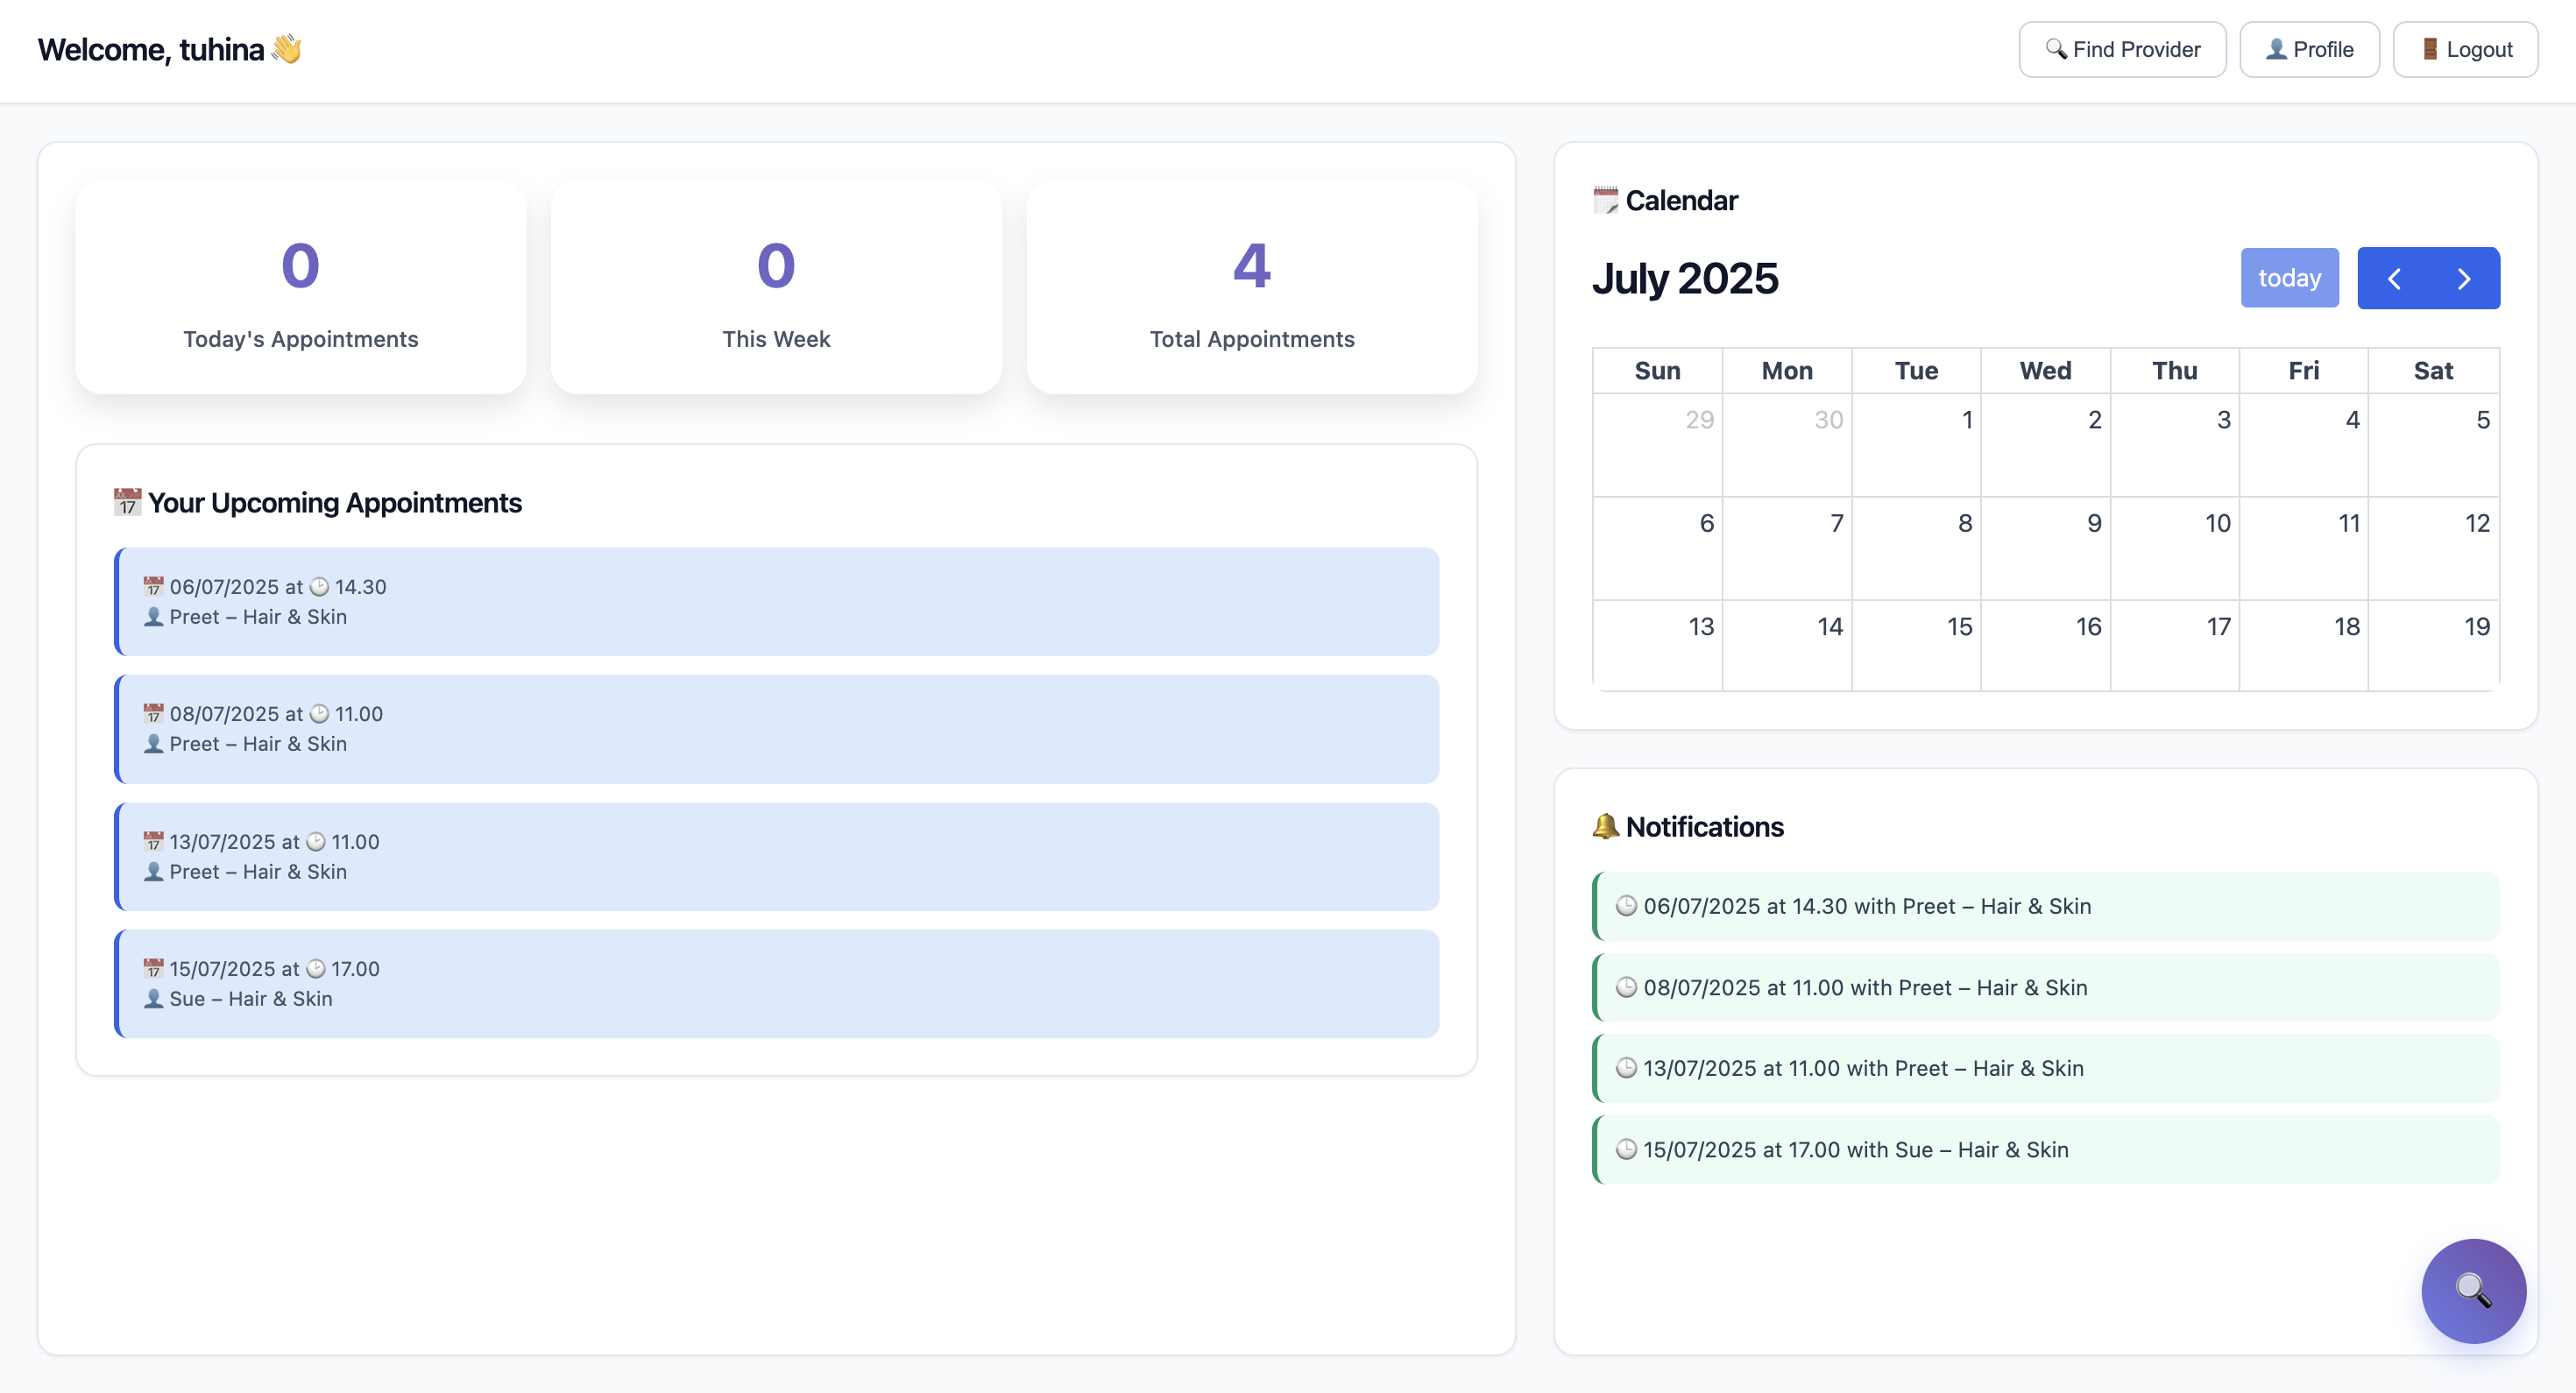 Welcome, tuhina 👋
🔍 Find Provider
👤 Profile
🚪 Logout
0
Today's Appointments
0
This Week
4
Total Appointments
📅 Your Upcoming Appointments
📅 06/07/2025 at 🕑 14.30
👤 Preet – Hair & Skin
📅 08/07/2025 at 🕑 11.00
👤 Preet – Hair & Skin
📅 13/07/2025 at 🕑 11.00
👤 Preet – Hair & Skin
📅 15/07/2025 at 🕑 17.00
👤 Sue – Hair & Skin
🗓️ Calendar
July 2025
today
Sun Mon Tue Wed Thu Fri Sat
29 30 1 2 3 4 5
6 7 8 9 10 11 12
13 14 15 16 17 18 19
🔔 Notifications
🕒 06/07/2025 at 14.30 with Preet – Hair & Skin
🕒 08/07/2025 at 11.00 with Preet – Hair & Skin
🕒 13/07/2025 at 11.00 with Preet – Hair & Skin
🕒 15/07/2025 at 17.00 with Sue – Hair & Skin